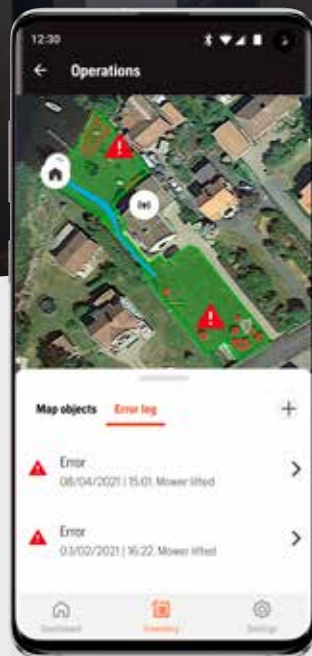 12:30
Operations
Map objects Error log
Error
08/04/2021 | 15:01. Mower lifted
Error
03/02/2021 | 16:22. Mower lifted
Dashboard Inventory Settings